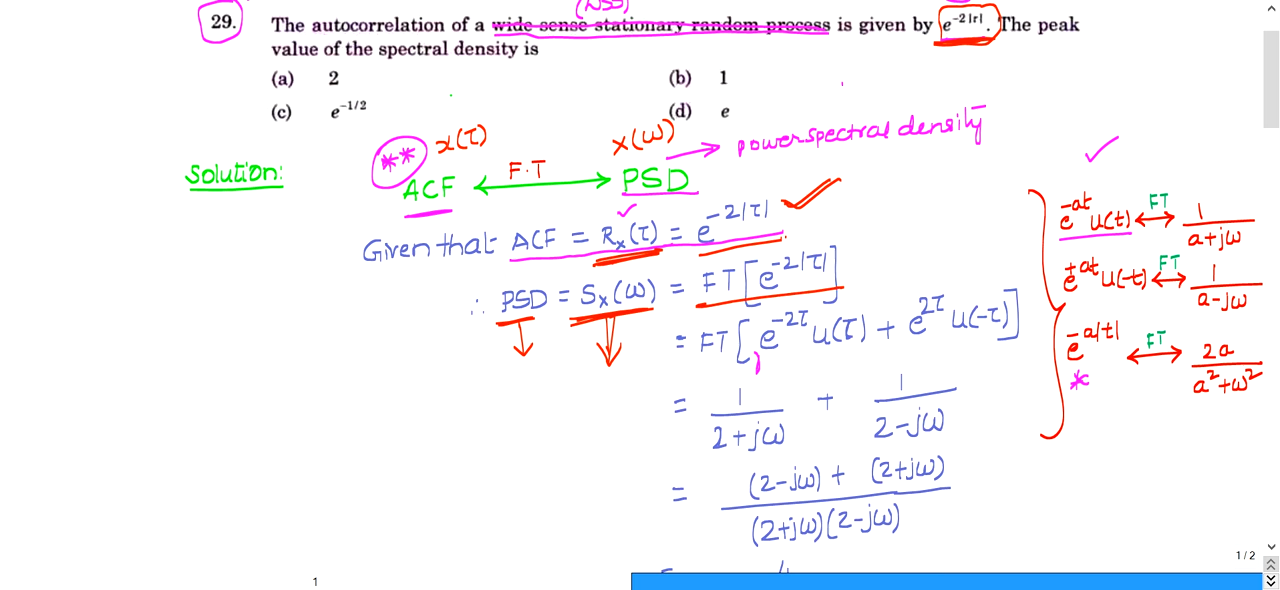 (WSS)
29. The autocorrelation of a wide sense stationary random process is given by e^{-2|τ|}. The peak
value of the spectral density is
(a) 2 (b) 1
(c) e^{-1/2} (d) e
** x(τ) X(ω) → power spectral density
Solution: ACF ←F.T→ PSD
Given that ACF = Rₓ(τ) = e^{-2|τ|}
∴ PSD = Sₓ(ω) = FT[e^{-2|τ|}]
= FT[e^{-2τ} u(τ) + e^{2τ} u(-τ)]
= 1/(2+jω) + 1/(2-jω)
= ((2-jω) + (2+jω))/((2+jω)(2-jω))
e^{-at} u(t) ←FT→ 1/(a+jω)
e^{+at} u(-t) ←FT→ 1/(a-jω)
e^{-a|t|} ←FT→ 2a/(a²+ω²)
*
1 / 2
1